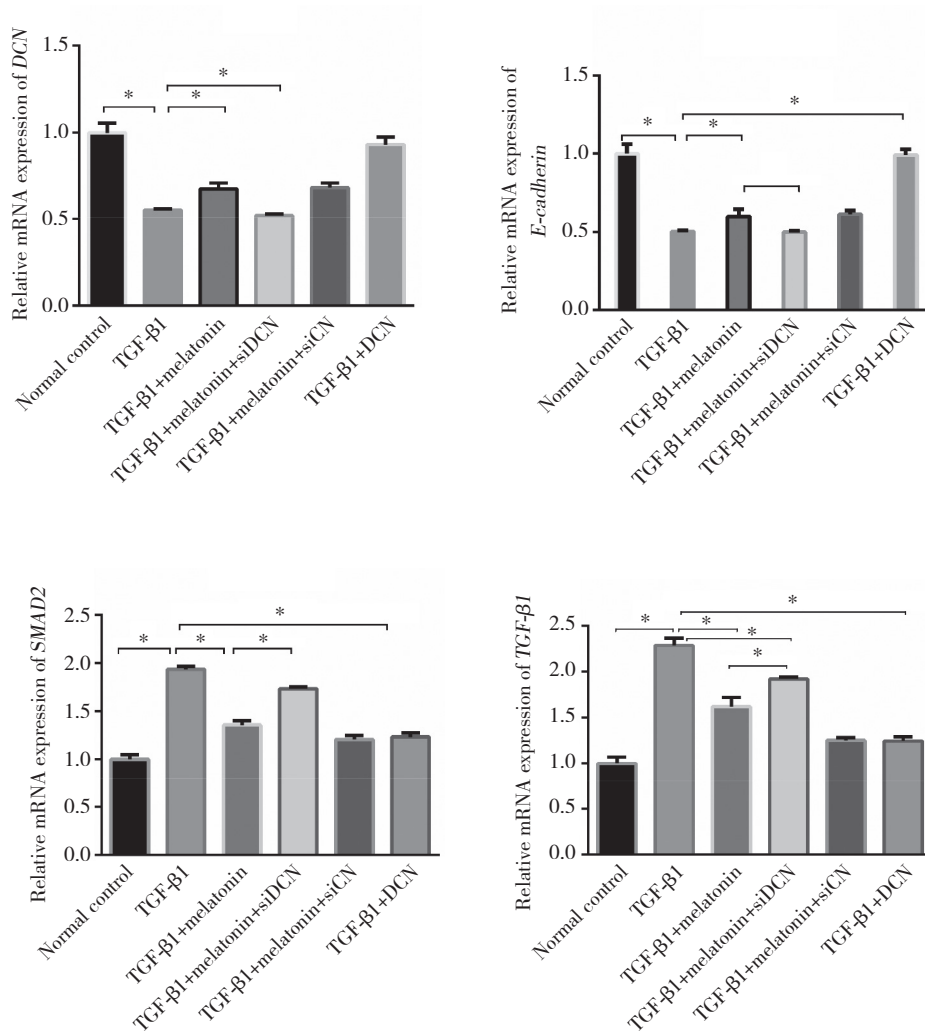 Relative mRNA expression of DCN
1.5
1.0
0.5
0.0
*
*
*
Normal control
TGF-β1
TGF-β1+melatonin
TGF-β1+melatonin+siDCN
TGF-β1+melatonin+siCN
TGF-β1+DCN
Relative mRNA expression of
E-cadherin
1.5
1.0
0.5
0.0
*
*
*
Normal control
TGF-β1
TGF-β1+melatonin
TGF-β1+melatonin+siDCN
TGF-β1+melatonin+siCN
TGF-β1+DCN
Relative mRNA expression of SMAD2
2.5
2.0
1.5
1.0
0.5
0.0
*
*
*
*
Normal control
TGF-β1
TGF-β1+melatonin
TGF-β1+melatonin+siDCN
TGF-β1+melatonin+siCN
TGF-β1+DCN
Relative mRNA expression of TGF-β1
2.5
2.0
1.5
1.0
0.5
0.0
*
*
*
*
*
Normal control
TGF-β1
TGF-β1+melatonin
TGF-β1+melatonin+siDCN
TGF-β1+melatonin+siCN
TGF-β1+DCN